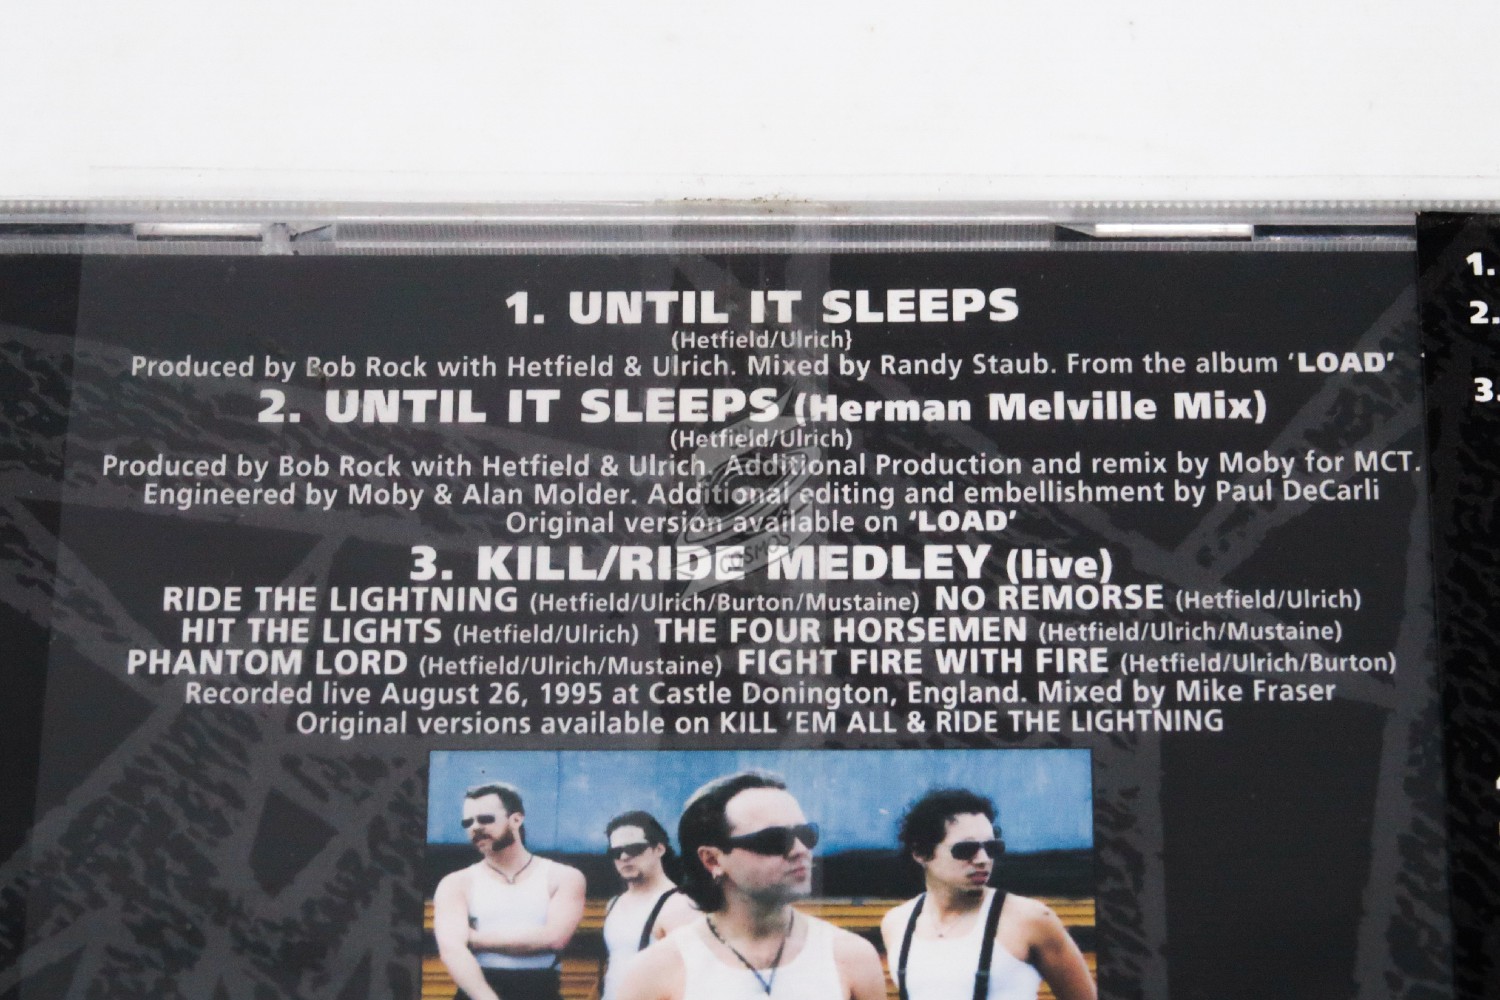 1. UNTIL IT SLEEPS
(Hetfield/Ulrich}
Produced by Bob Rock with Hetfield & Ulrich. Mixed by Randy Staub. From the album 'LOAD'
2. UNTIL IT SLEEPS (Herman Melville Mix)
(Hetfield/Ulrich)
Produced by Bob Rock with Hetfield & Ulrich. Additional Production and remix by Moby for MCT.
Engineered by Moby & Alan Molder. Additional editing and embellishment by Paul DeCarli
Original version available on 'LOAD'
3. KILL/RIDE MEDLEY (live)
RIDE THE LIGHTNING (Hetfield/Ulrich/Burton/Mustaine) NO REMORSE (Hetfield/Ulrich)
HIT THE LIGHTS (Hetfield/Ulrich) THE FOUR HORSEMEN (Hetfield/Ulrich/Mustaine)
PHANTOM LORD (Hetfield/Ulrich/Mustaine) FIGHT FIRE WITH FIRE (Hetfield/Ulrich/Burton)
Recorded live August 26, 1995 at Castle Donington, England. Mixed by Mike Fraser
Original versions available on KILL 'EM ALL & RIDE THE LIGHTNING
COSMOS
1.
2.
3.